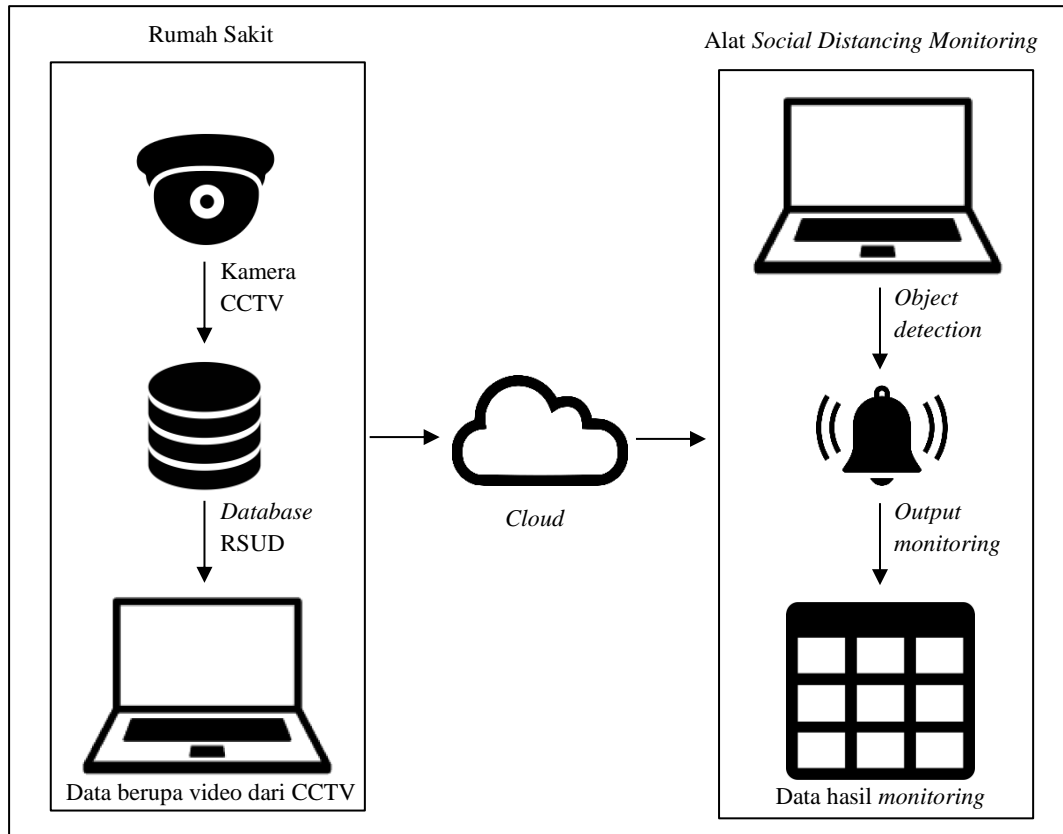 Rumah Sakit
Kamera
CCTV
Database
RSUD
Data berupa video dari CCTV
Cloud
Alat Social Distancing Monitoring
Object
detection
Output
monitoring
Data hasil monitoring